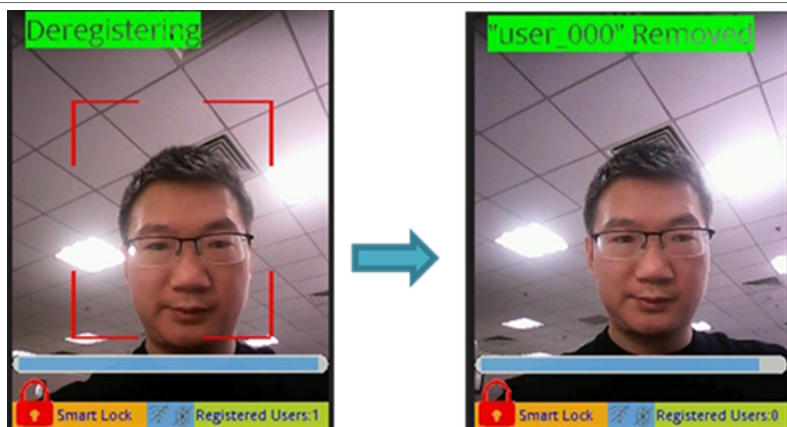 Deregistering
"user_000" Removed
Smart Lock
Registered Users:1
Smart Lock
Registered Users:0